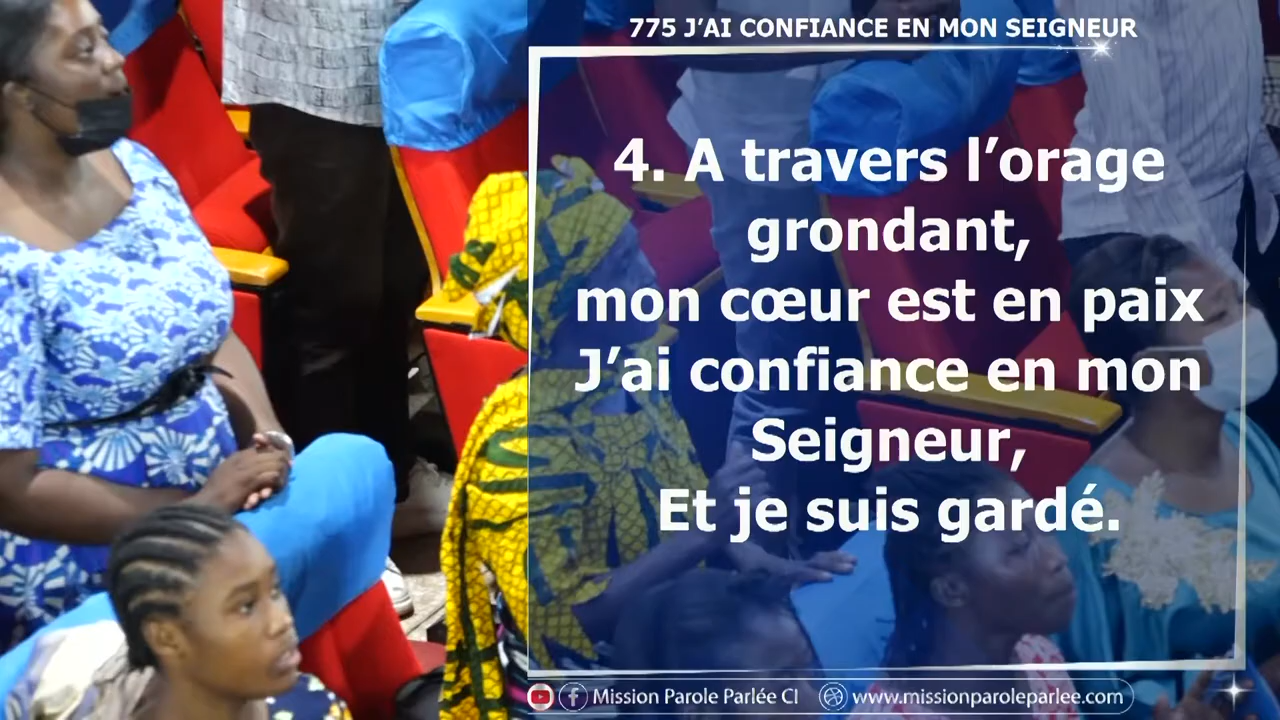 775 J’AI CONFIANCE EN MON SEIGNEUR
4. A travers l’orage
grondant,
mon cœur est en paix
J’ai confiance en mon
Seigneur,
Et je suis gardé.
Mission Parole Parlée CI www.missionparoleparlee.com